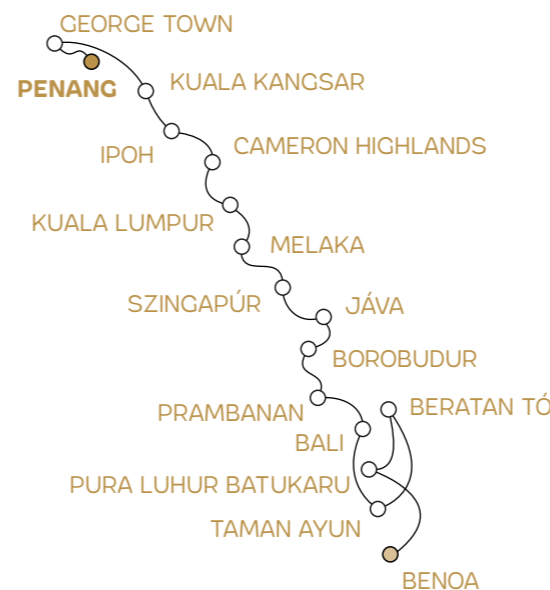 GEORGE TOWN
PENANG
KUALA KANGSAR
IPOH
CAMERON HIGHLANDS
KUALA LUMPUR
MELAKA
SZINGAPÚR
JÁVA
BOROBUDUR
PRAMBANAN
BERATAN TÓ
BALI
PURA LUHUR BATUKARU
TAMAN AYUN
BENOA